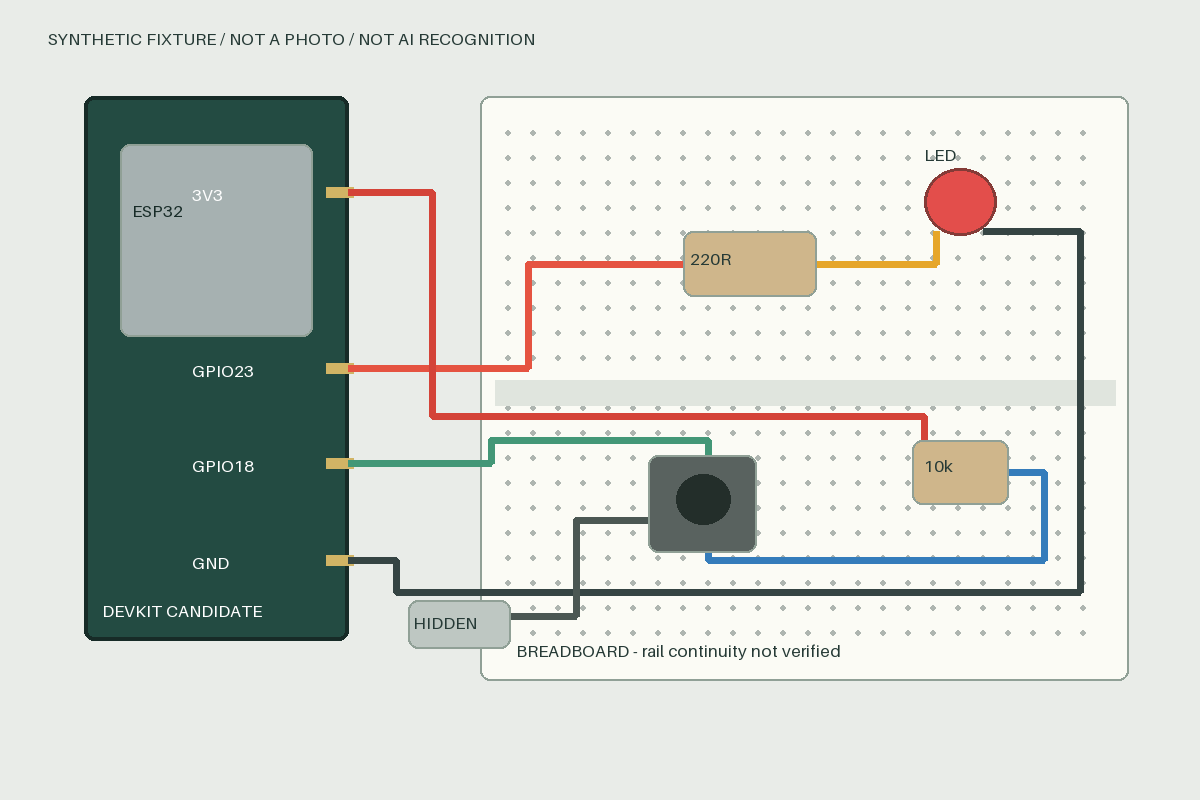 SYNTHETIC FIXTURE / NOT A PHOTO / NOT AI RECOGNITION
3V3
ESP32
GPIO23
GPIO18
GND
DEVKIT CANDIDATE
LED
220R
10k
HIDDEN
BREADBOARD - rail continuity not verified